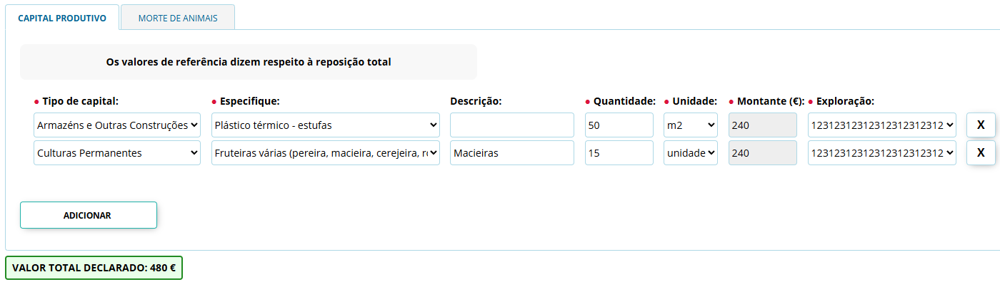 CAPITAL PRODUTIVO MORTE DE ANIMAIS
Os valores de referência dizem respeito à reposição total
• Tipo de capital: • Especifique: Descrição: • Quantidade: • Unidade: • Montante (€): • Exploração:
Armazéns e Outras Construções Plástico térmico - estufas 50 m2 240 12312312312312312312312 X
Culturas Permanentes Fruteiras várias (pereira, macieira, cerejeira, Macieiras 15 unidade 240 12312312312312312312312 X
ADICIONAR
VALOR TOTAL DECLARADO: 480 €